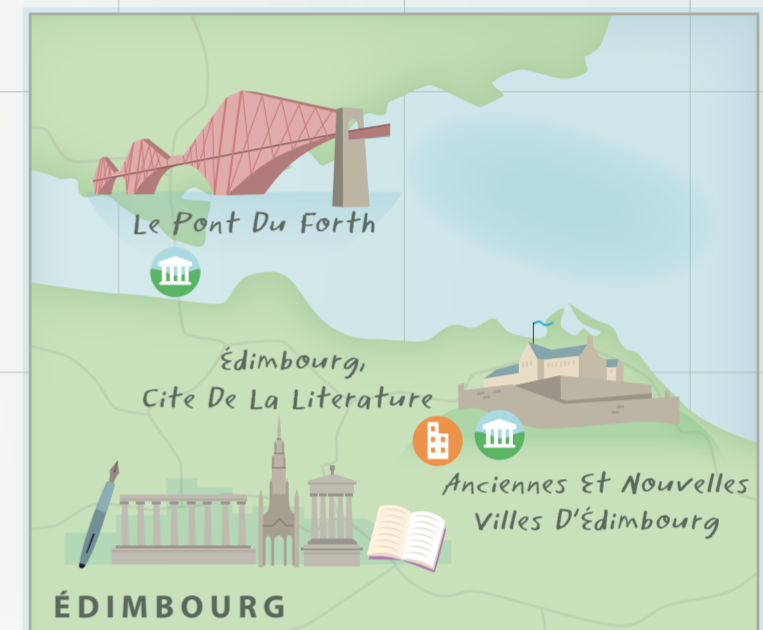 Le Pont Du Forth
Édimbourg,
Cite De La Literature
Anciennes Et Nouvelles
Villes D'Édimbourg
ÉDIMBOURG